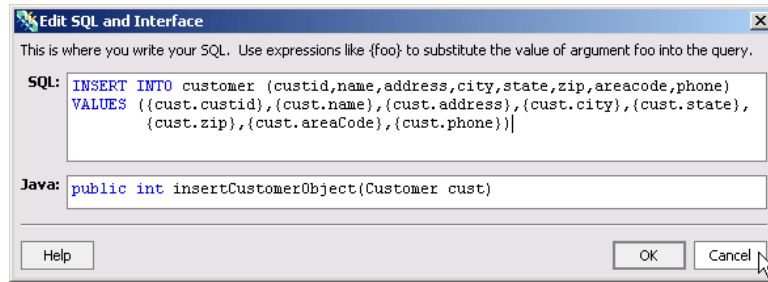 Edit SQL and Interface
This is where you write your SQL. Use expressions like {foo} to substitute the value of argument foo into the query.
SQL: INSERT INTO customer (custid,name,address,city,state,zip,areacode,phone)
VALUES ({cust.custid},{cust.name},{cust.address},{cust.city},{cust.state},
{cust.zip},{cust.areaCode},{cust.phone})
Java: public int insertCustomerObject(Customer cust)
Help OK Cancel